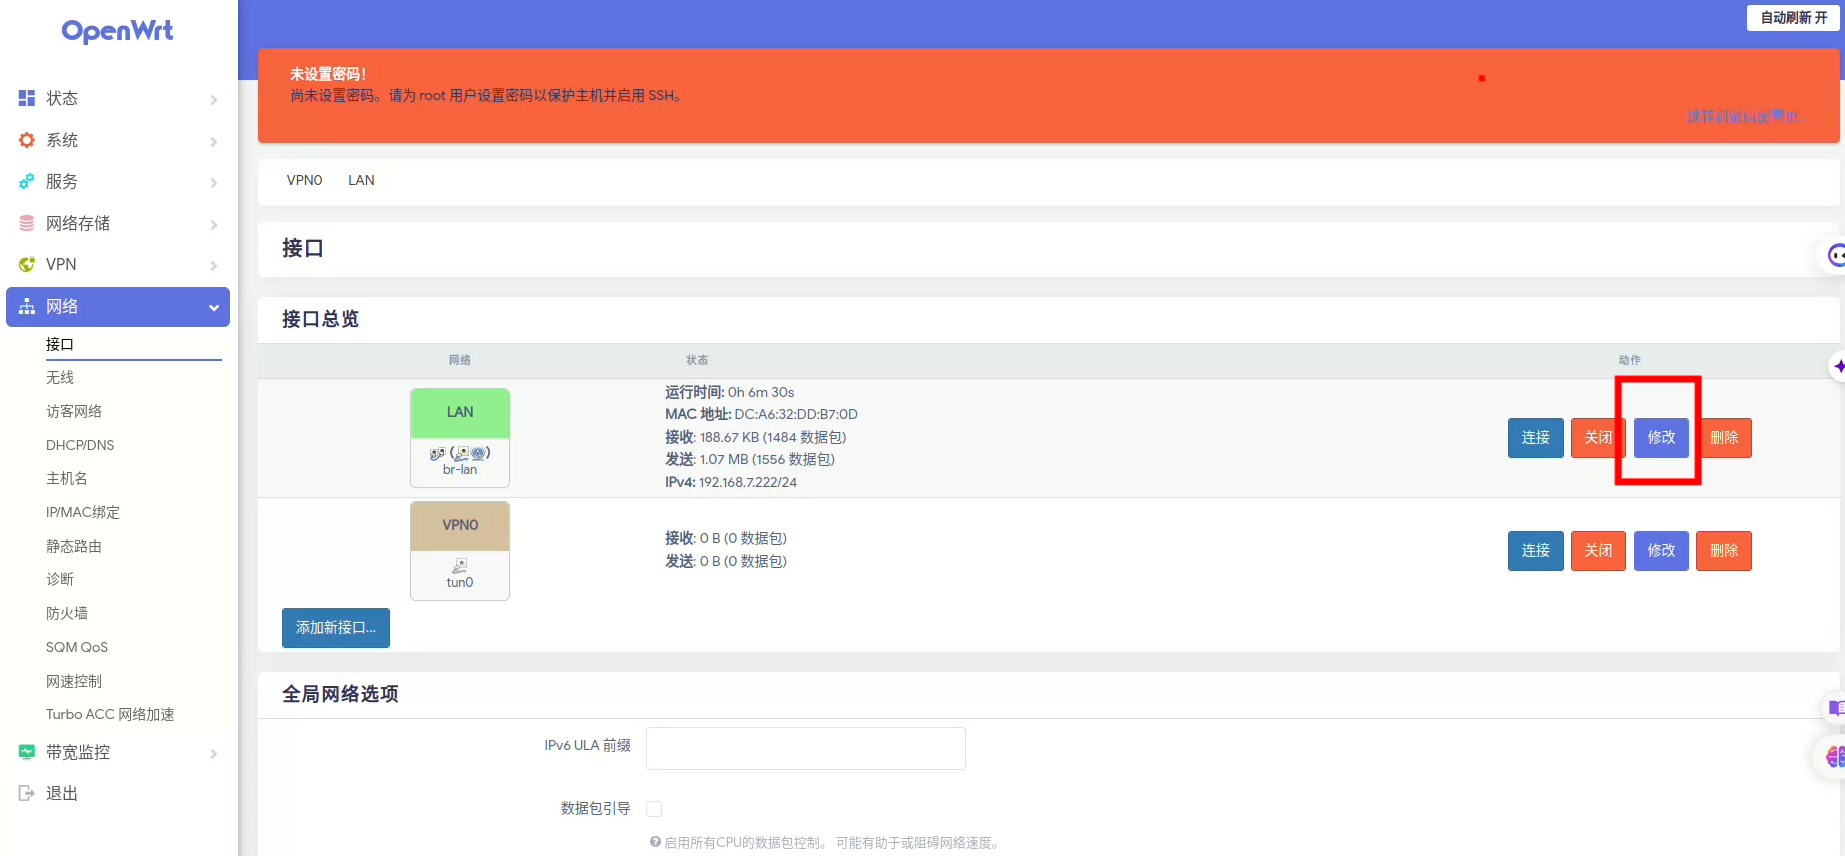 OpenWrt
自动刷新 开
状态
系统
服务
网络存储
VPN
网络
接口
无线
访客网络
DHCP/DNS
主机名
IP/MAC绑定
静态路由
诊断
防火墙
SQM QoS
网速控制
Turbo ACC 网络加速
带宽监控
退出
未设置密码！
尚未设置密码。请为 root 用户设置密码以保护主机并启用 SSH。
跳转到密码配置页...
VPN0 LAN
接口
接口总览
网络 状态 动作
LAN
br-lan
运行时间: 0h 6m 30s
MAC 地址: DC:A6:32:DD:B7:0D
接收: 188.67 KB (1484 数据包)
发送: 1.07 MB (1556 数据包)
IPv4: 192.168.7.222/24
连接 关闭 修改 删除
VPN0
tun0
接收: 0 B (0 数据包)
发送: 0 B (0 数据包)
连接 关闭 修改 删除
添加新接口...
全局网络选项
IPv6 ULA 前缀
数据包引导
启用所有CPU的数据包控制。 可能有助于或阻碍网络速度。